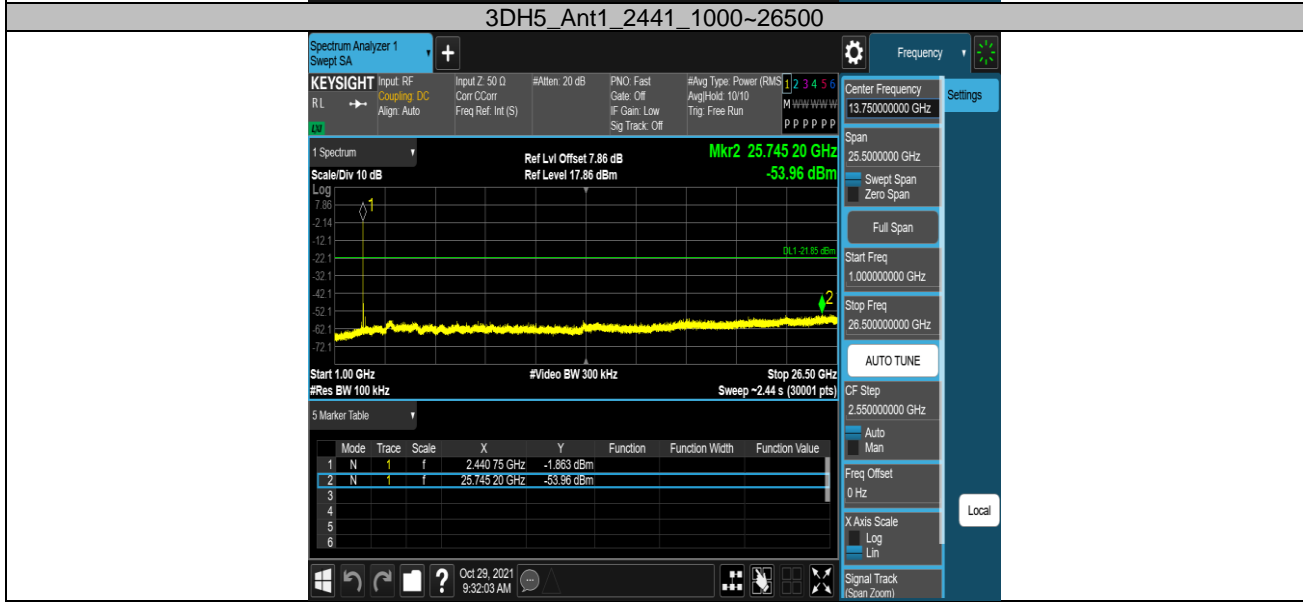 3DH5_Ant1_2441_1000~26500
Spectrum Analyzer 1
Swept SA
+
Frequency
KEYSIGHT
RL
LXI
Input: RF
Coupling: DC
Align: Auto
Input Z: 50 Ω
Corr CCorr
Freq Ref: Int (S)
#Atten: 20 dB
PNO: Fast
Gate: Off
IF Gain: Low
Sig Track: Off
#Avg Type: Power (RMS
Avg|Hold: 10/10
Trig: Free Run
1 2 3 4 5 6
M W W W W W
P P P P P P
Center Frequency
13.750000000 GHz
Settings
Span
25.5000000 GHz
Swept Span
Zero Span
Full Span
Start Freq
1.000000000 GHz
Stop Freq
26.500000000 GHz
AUTO TUNE
CF Step
2.550000000 GHz
Auto
Man
Freq Offset
0 Hz
X Axis Scale
Log
Lin
Signal Track
(Span Zoom)
Local
1 Spectrum
Scale/Div 10 dB
Ref Lvl Offset 7.86 dB
Ref Level 17.86 dBm
Mkr2 25.745 20 GHz
-53.96 dBm
Log
7.86
-2.14
-12.1
-22.1
-32.1
-42.1
-52.1
-62.1
-72.1
1
DL1 -21.85 dBm
2
Start 1.00 GHz
#Res BW 100 kHz
#Video BW 300 kHz
Stop 26.50 GHz
Sweep ~2.44 s (30001 pts)
5 Marker Table
Mode Trace Scale X Y Function Function Width Function Value
1 N 1 f 2.440 75 GHz -1.863 dBm
2 N 1 f 25.745 20 GHz -53.96 dBm
3
4
5
6
?
Oct 29, 2021
9:32:03 AM